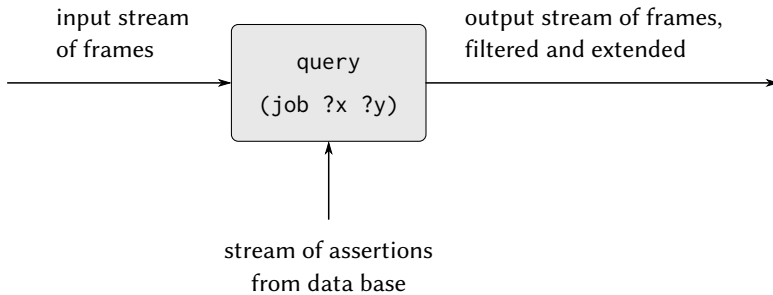 input stream
of frames
output stream of frames,
filtered and extended
query
(job ?x ?y)
stream of assertions
from data base